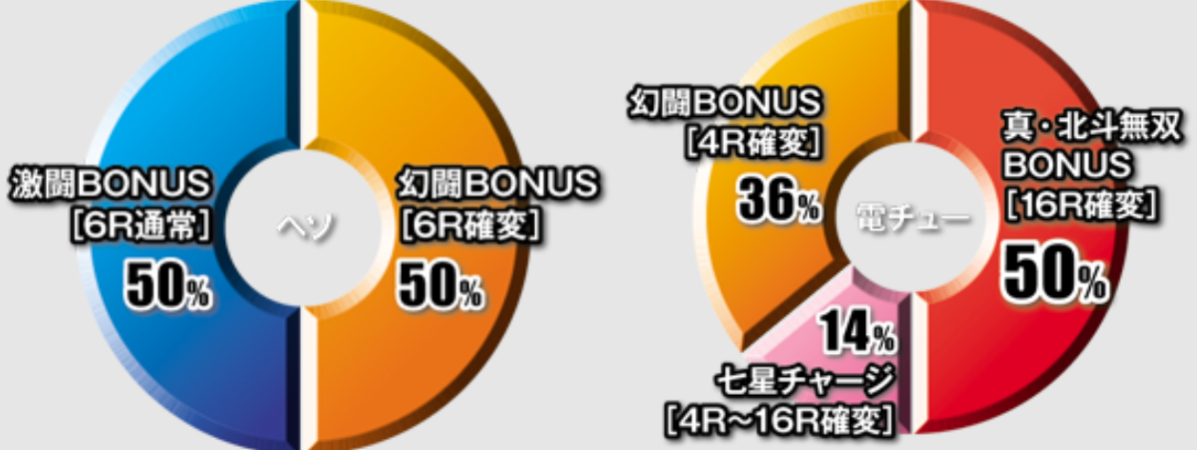 激闘BONUS
[6R通常]
50%
ヘソ
幻闘BONUS
[6R確変]
50%
幻闘BONUS
[4R確変]
36%
電チュー
真・北斗無双
BONUS
[16R確変]
50%
14%
七星チャージ
[4R～16R確変]